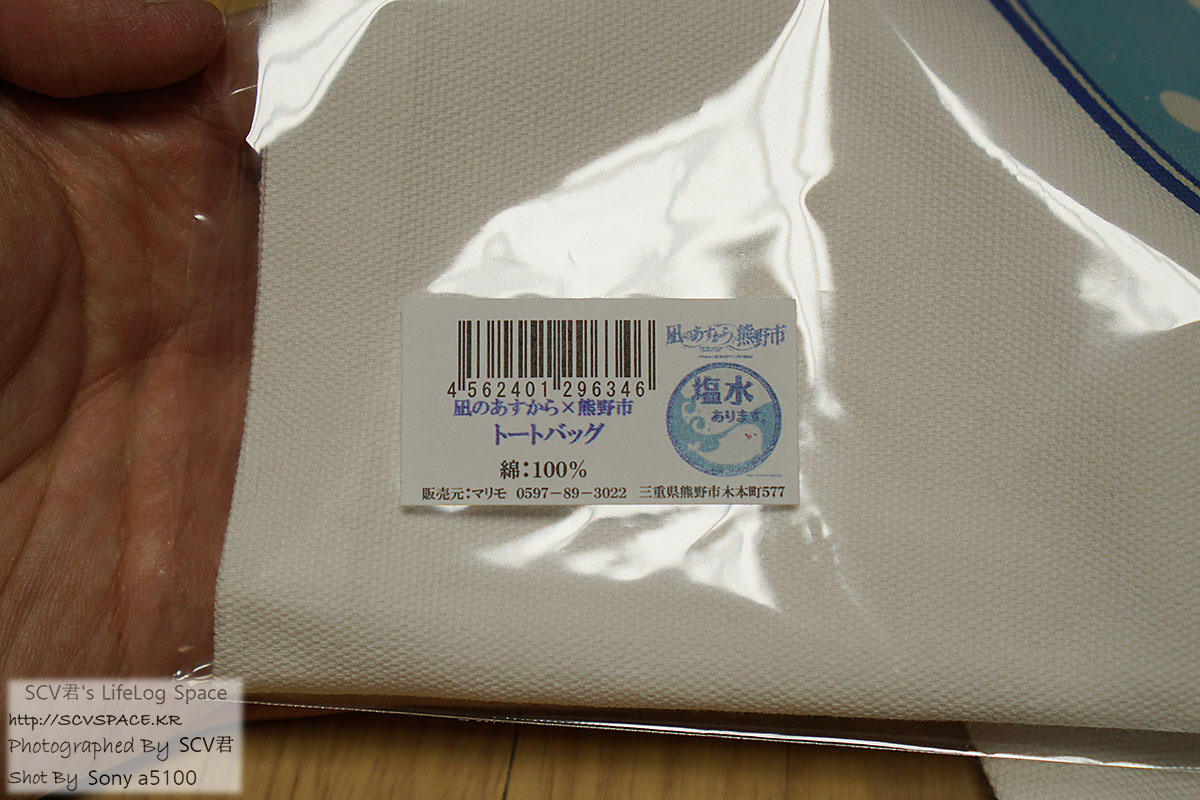 4 562401 296346
凪のあすから×熊野市
トートバッグ
綿:100%
販売元:マリモ 0597-89-3022 三重県熊野市木本町577
凪のあすから 熊野市
塩水
あります。
SCV君's LifeLog Space
http://SCVSPACE.KR
Photographed By SCV君
Shot By Sony a5100